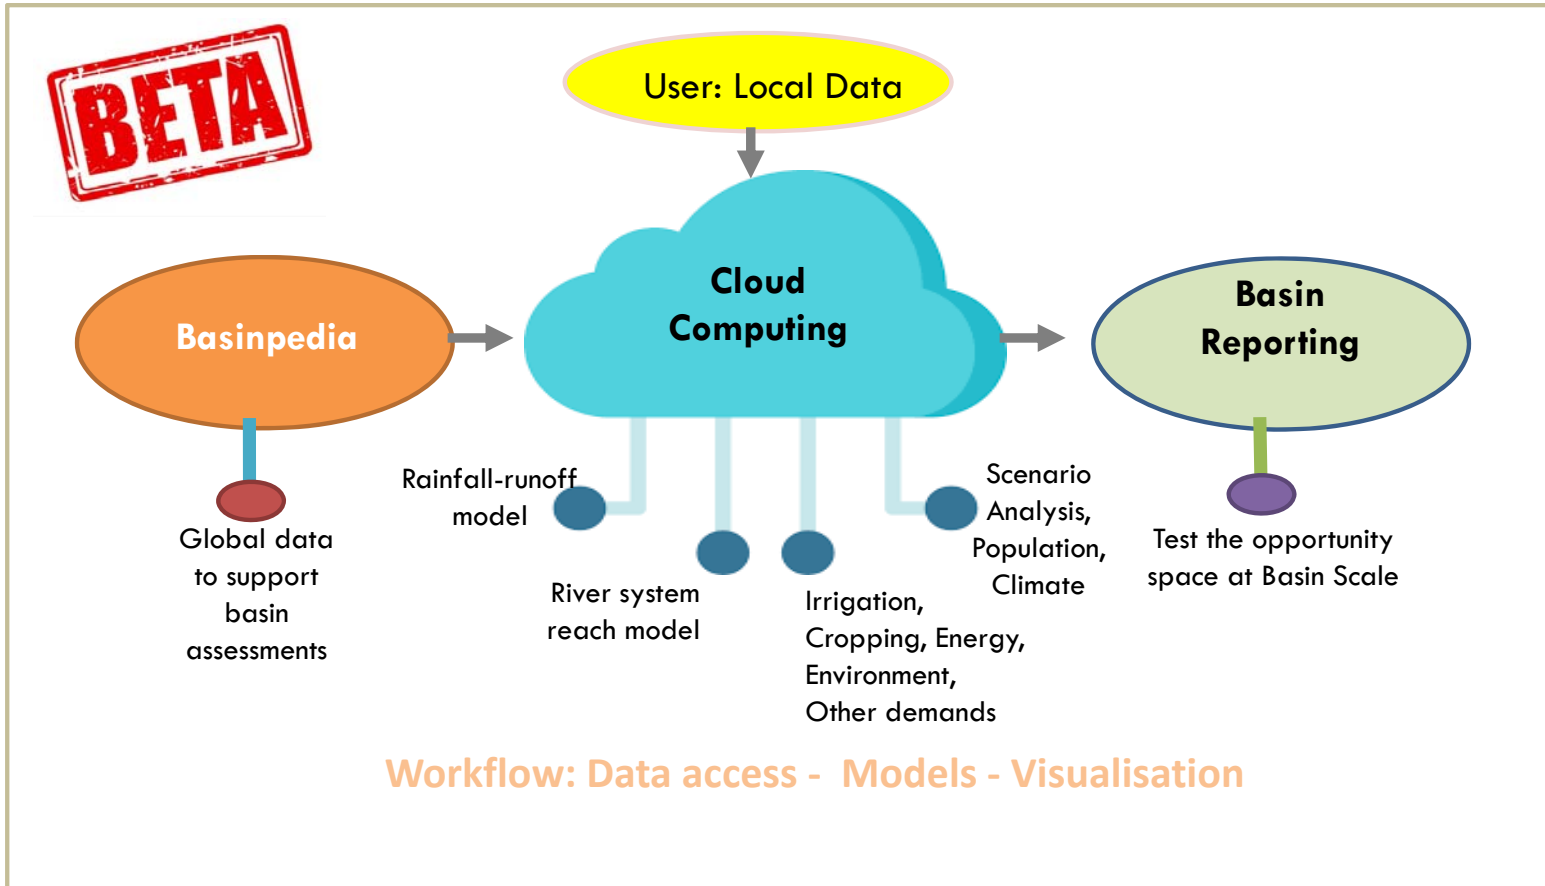 BETA
User: Local Data
Cloud
Computing
Basinpedia
Basin
Reporting
Rainfall-runoff
model
Scenario
Analysis,
Population,
Climate
Global data
to support
basin
assessments
River system
reach model
Irrigation,
Cropping, Energy,
Environment,
Other demands
Test the opportunity
space at Basin Scale
Workflow: Data access -  Models - Visualisation